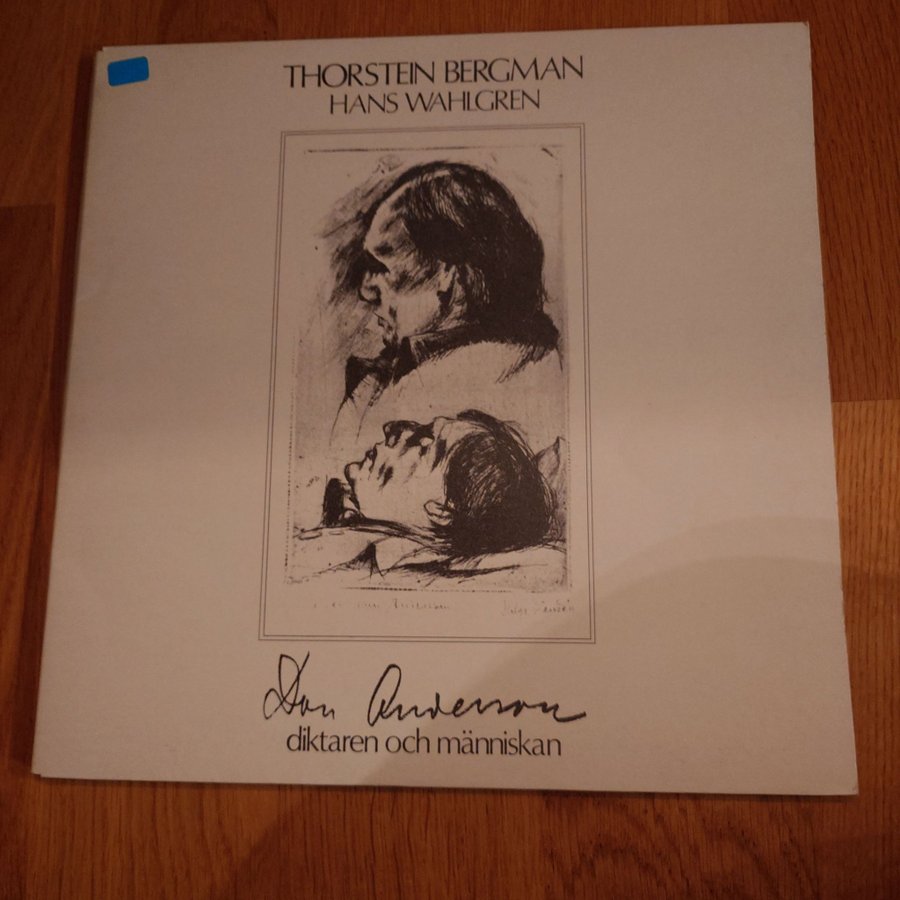 THORSTEIN BERGMAN
HANS WAHLGREN
Dan Andersson
diktaren och människan